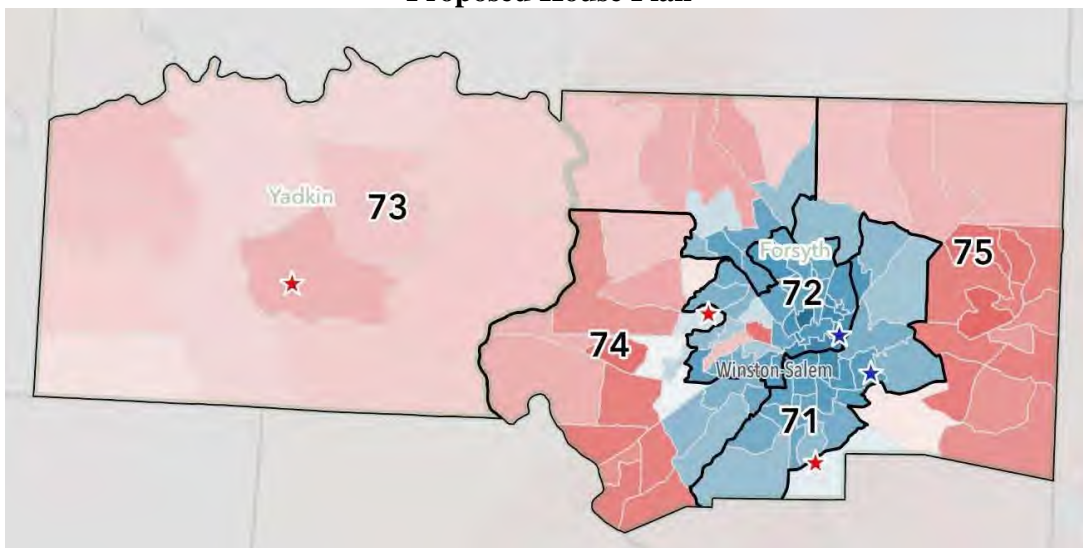 Proposed House Plan
Yadkin
73
Forsyth
75
72
74
Winston-Salem
71